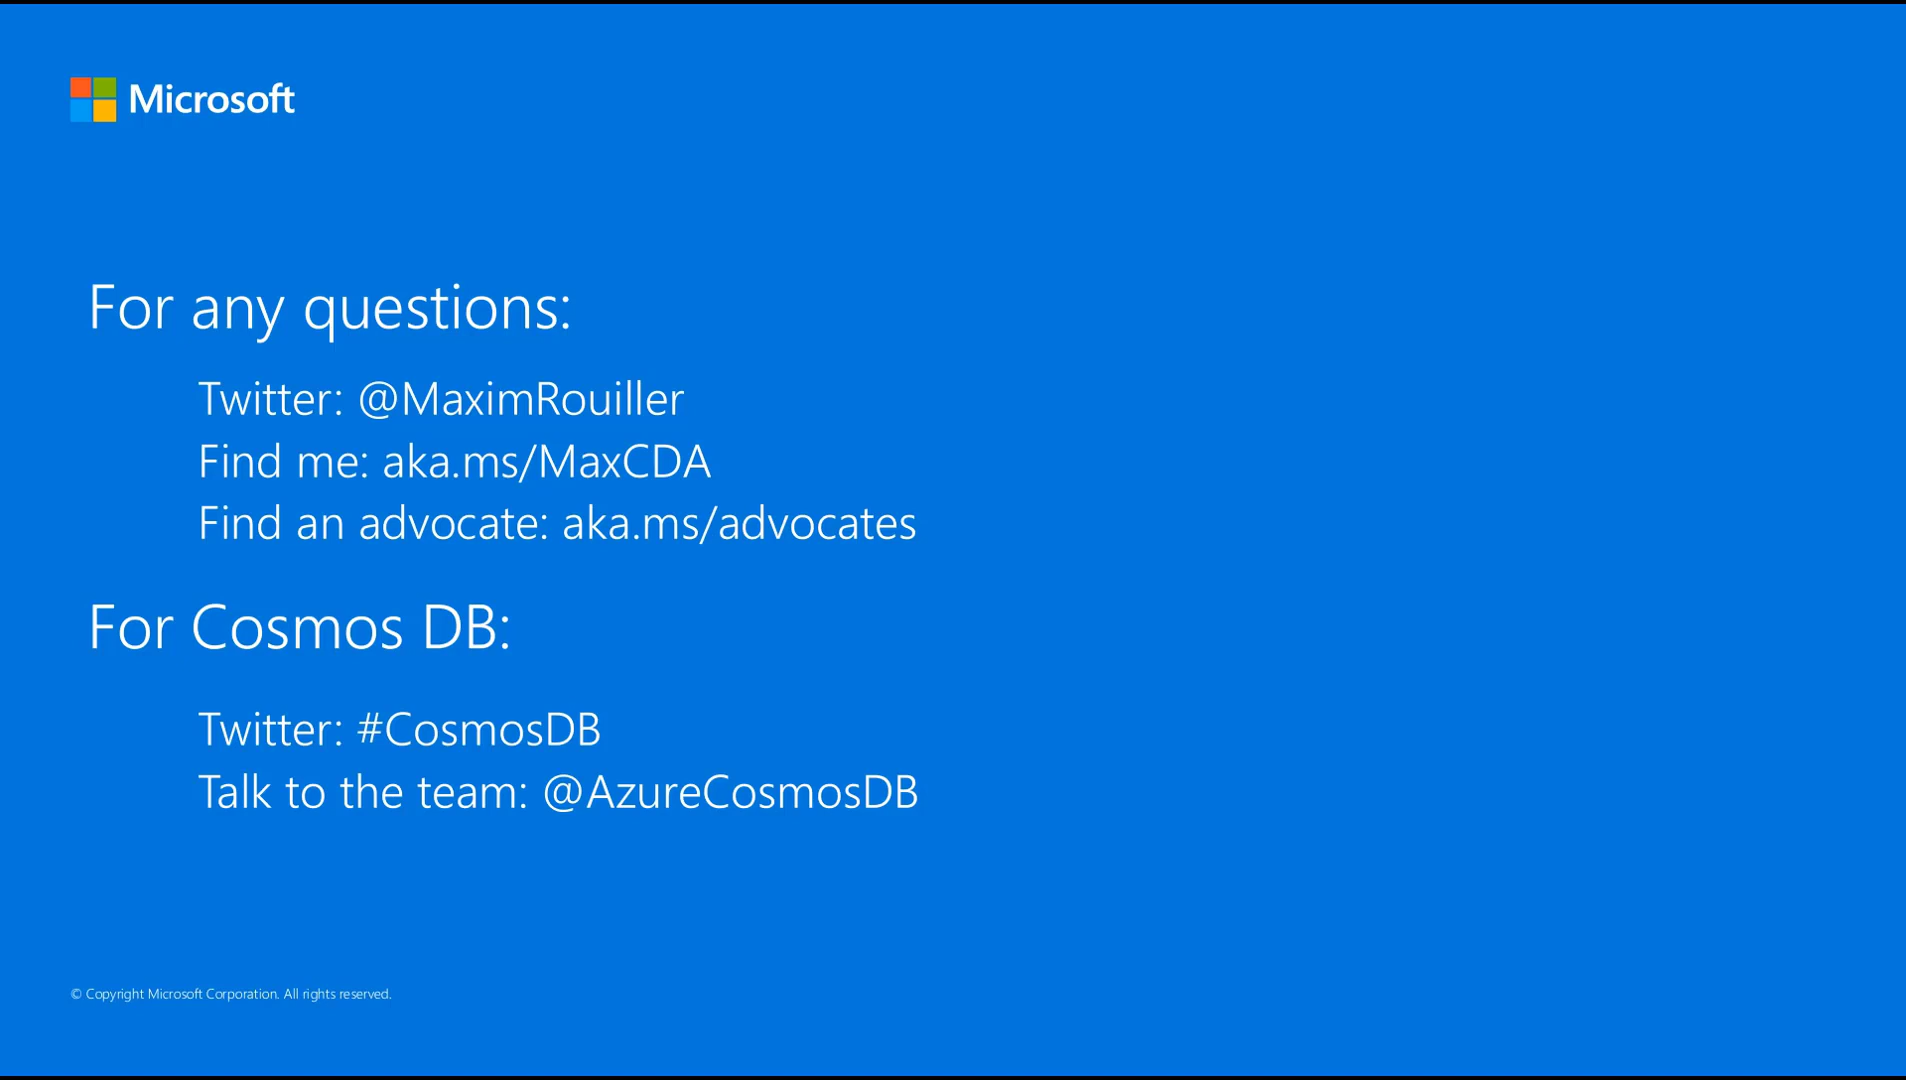 Microsoft
For any questions:
Twitter: @MaximRouiller
Find me: aka.ms/MaxCDA
Find an advocate: aka.ms/advocates
For Cosmos DB:
Twitter: #CosmosDB
Talk to the team: @AzureCosmosDB
© Copyright Microsoft Corporation. All rights reserved.